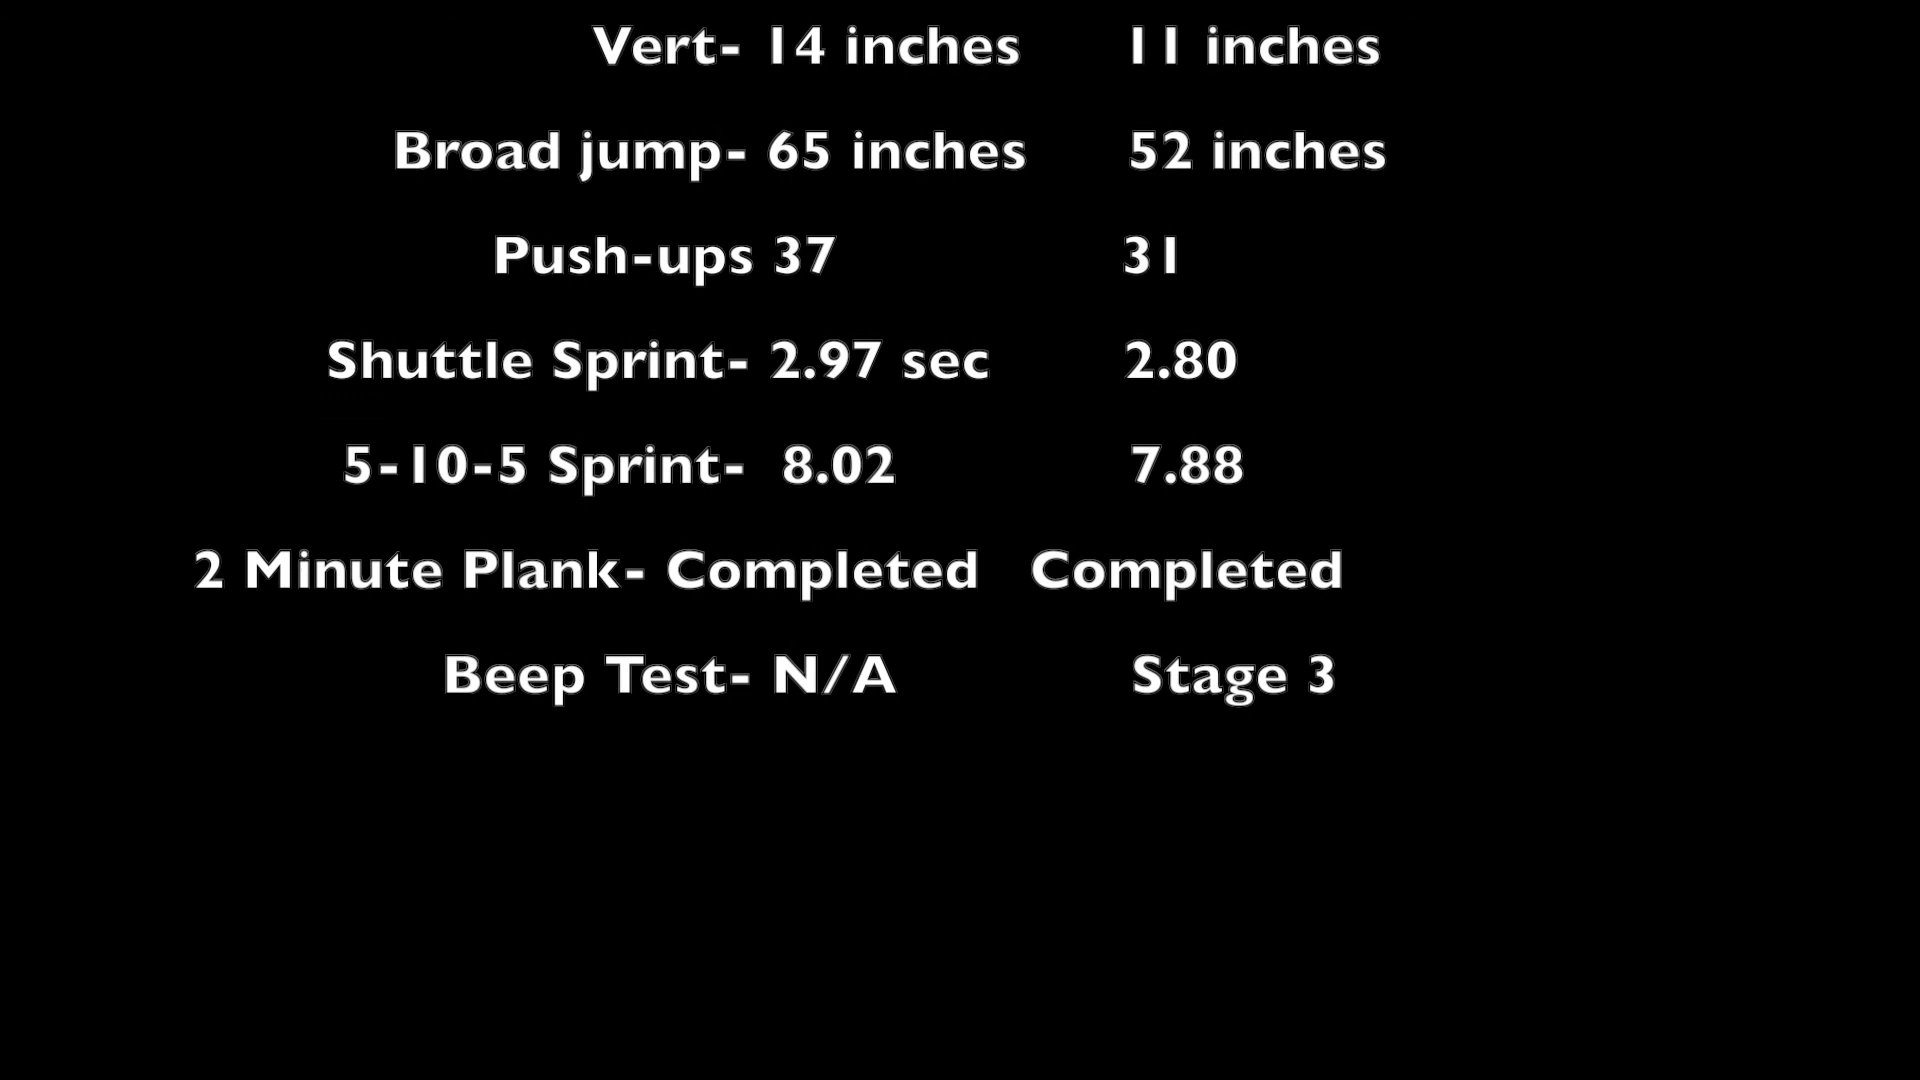 Vert- 14 inches 11 inches
Broad jump- 65 inches 52 inches
Push-ups 37 31
Shuttle Sprint- 2.97 sec 2.80
5-10-5 Sprint- 8.02 7.88
2 Minute Plank- Completed Completed
Beep Test- N/A Stage 3